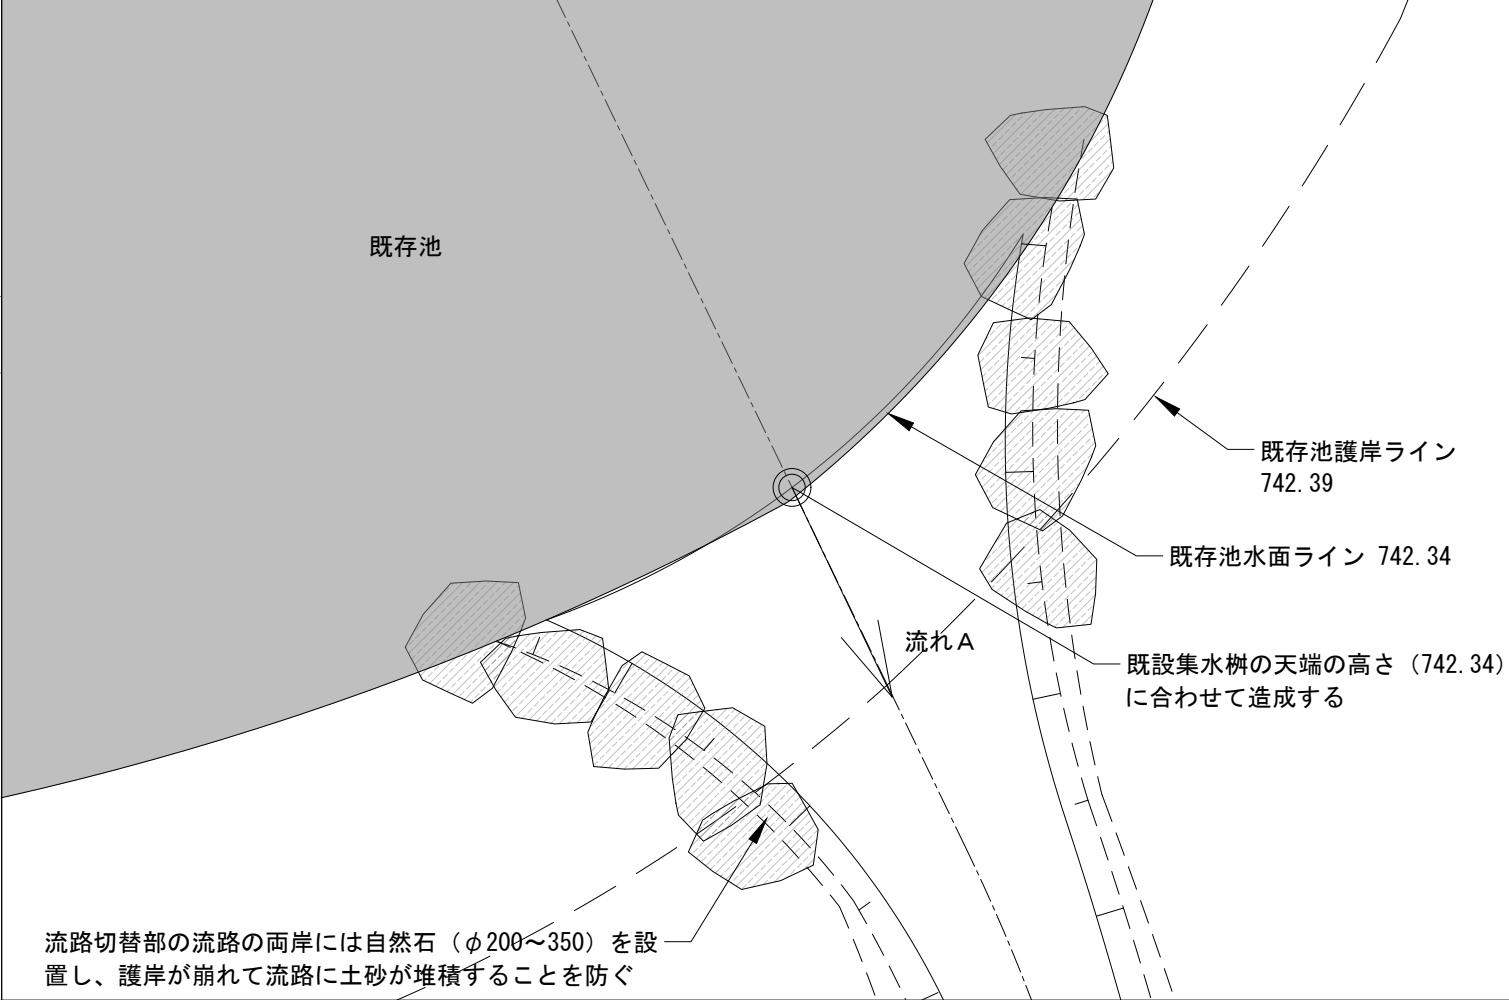 既存池
既存池護岸ライン
742.39
既存池水面ライン 742.34
流れA
既設集水桝の天端の高さ（742.34）
に合わせて造成する
流路切替部の流路の両岸には自然石（φ200～350）を設
置し、護岸が崩れて流路に土砂が堆積することを防ぐ